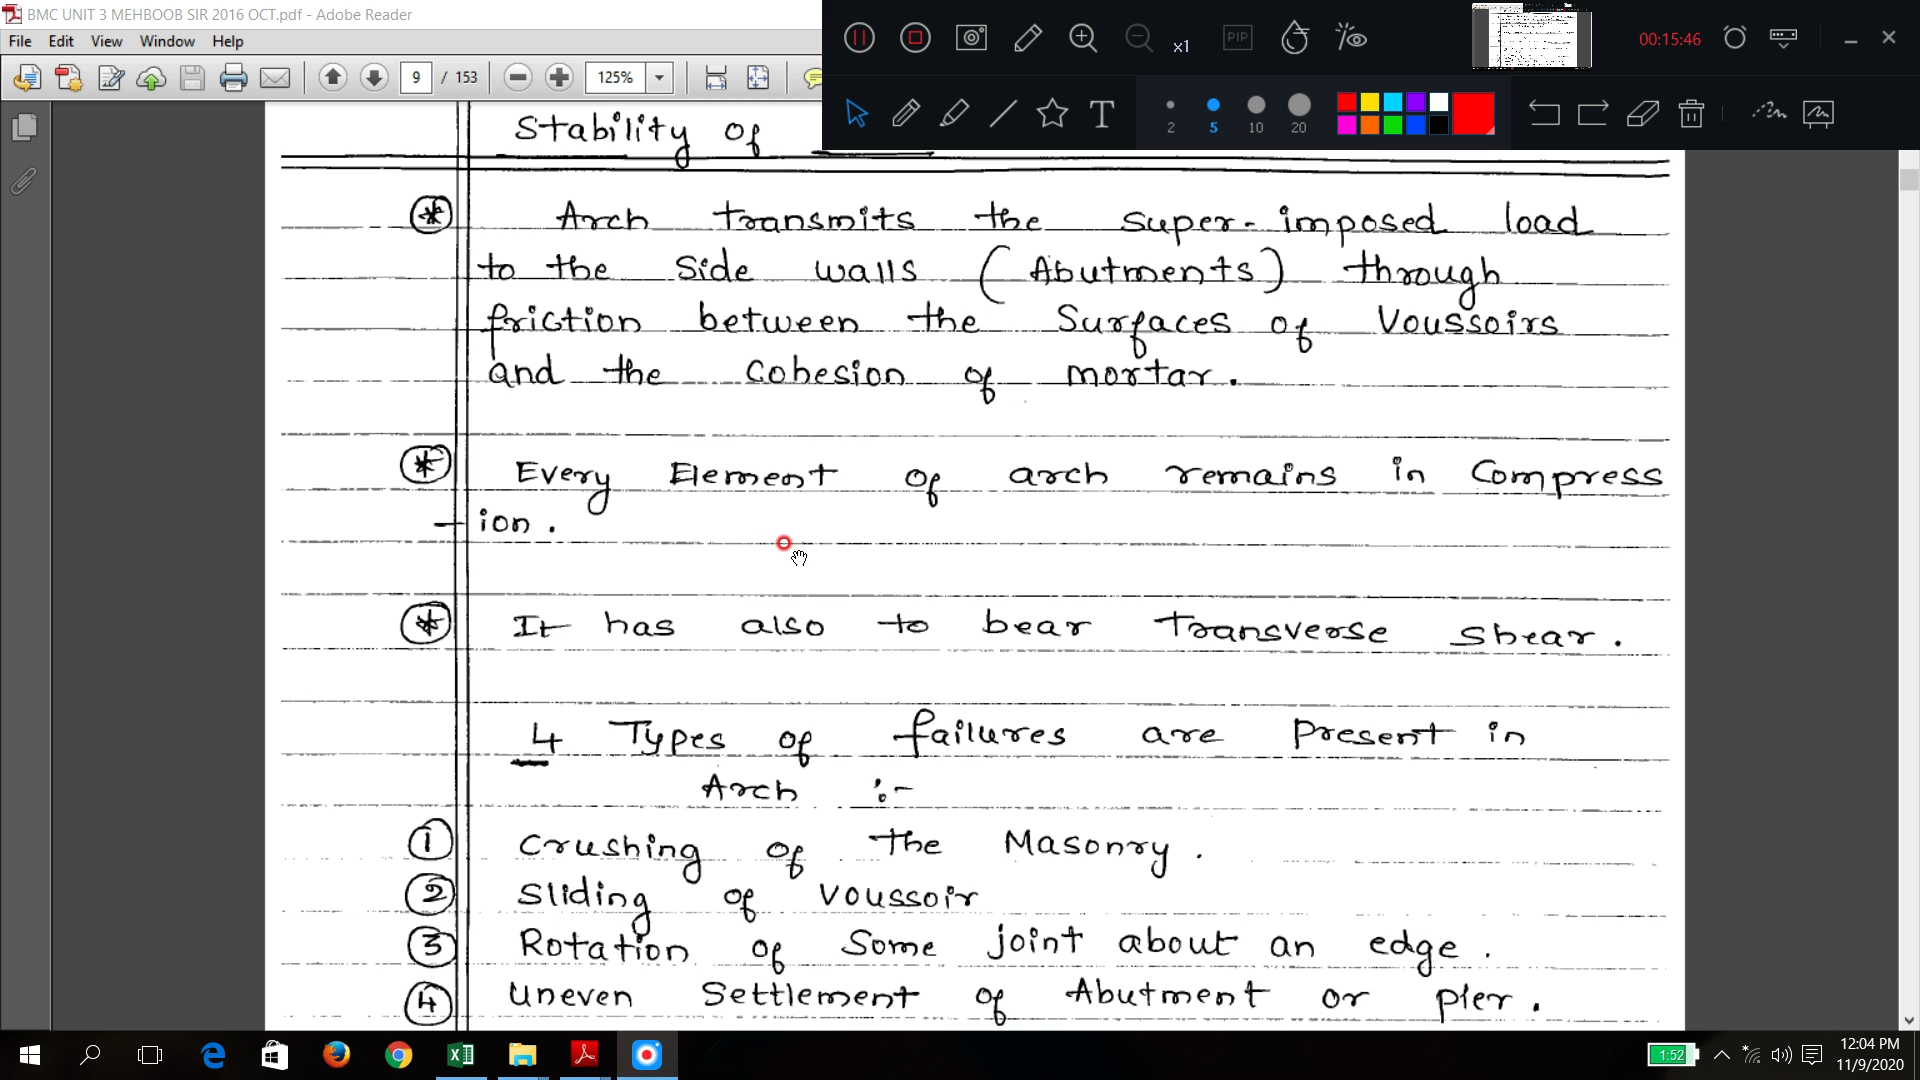 BMC UNIT 3 MEHBOOB SIR 2016 OCT.pdf - Adobe Reader
File Edit View Window Help
9 / 153 125%
x1 PIP 00:15:46
T 2 5 10 20
Stability of
* Arch transmits the super-imposed load
to the Side walls (Abutments) through
friction between the Surfaces of Voussoirs
and the Cohesion of mortar.
* Every Element of arch remains in Compress
-ion.
* It has also to bear Transverse shear.
4 Types of failures are Present in
Arch :-
1 Crushing of the Masonry.
2 Sliding of Voussoir
3 Rotation of Some joint about an edge.
4 Uneven Settlement of Abutment or pier.
1:52 12:04 PM
11/9/2020